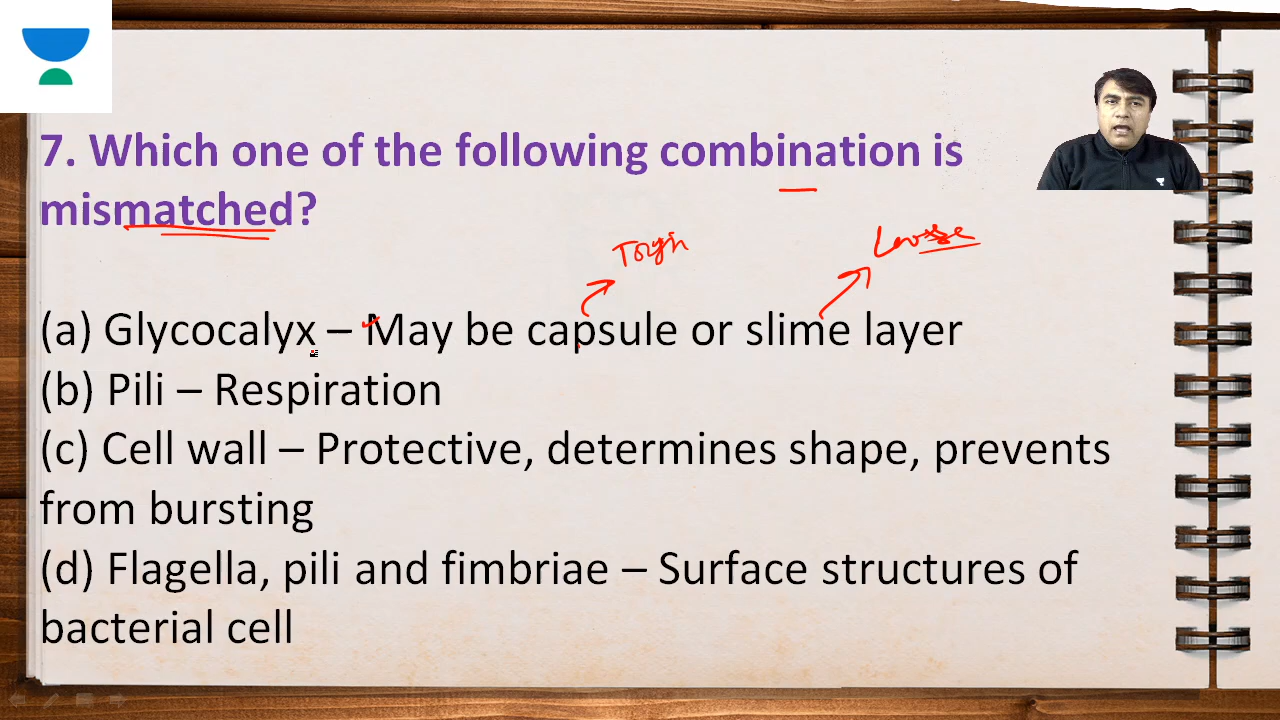 7. Which one of the following combination is
mismatched?
Tough
Loose
(a) Glycocalyx – May be capsule or slime layer
(b) Pili – Respiration
(c) Cell wall – Protective, determines shape, prevents
from bursting
(d) Flagella, pili and fimbriae – Surface structures of
bacterial cell